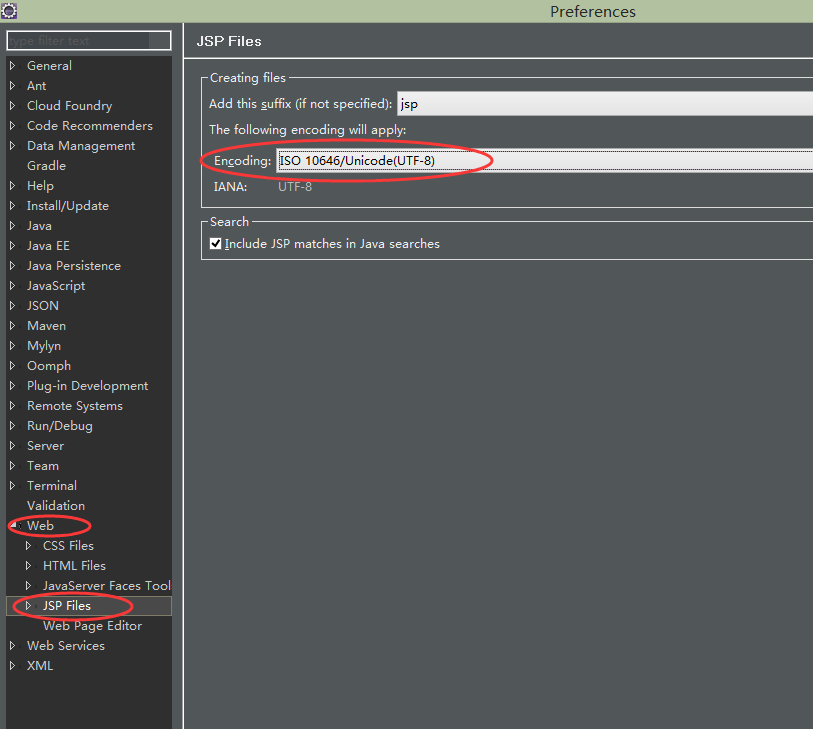 Preferences
type filter text
General
Ant
Cloud Foundry
Code Recommenders
Data Management
Gradle
Help
Install/Update
Java
Java EE
Java Persistence
JavaScript
JSON
Maven
Mylyn
Oomph
Plug-in Development
Remote Systems
Run/Debug
Server
Team
Terminal
Validation
Web
CSS Files
HTML Files
JavaServer Faces Tool
JSP Files
Web Page Editor
Web Services
XML
JSP Files
Creating files
Add this suffix (if not specified): jsp
The following encoding will apply:
Encoding: ISO 10646/Unicode(UTF-8)
IANA: UTF-8
Search
Include JSP matches in Java searches